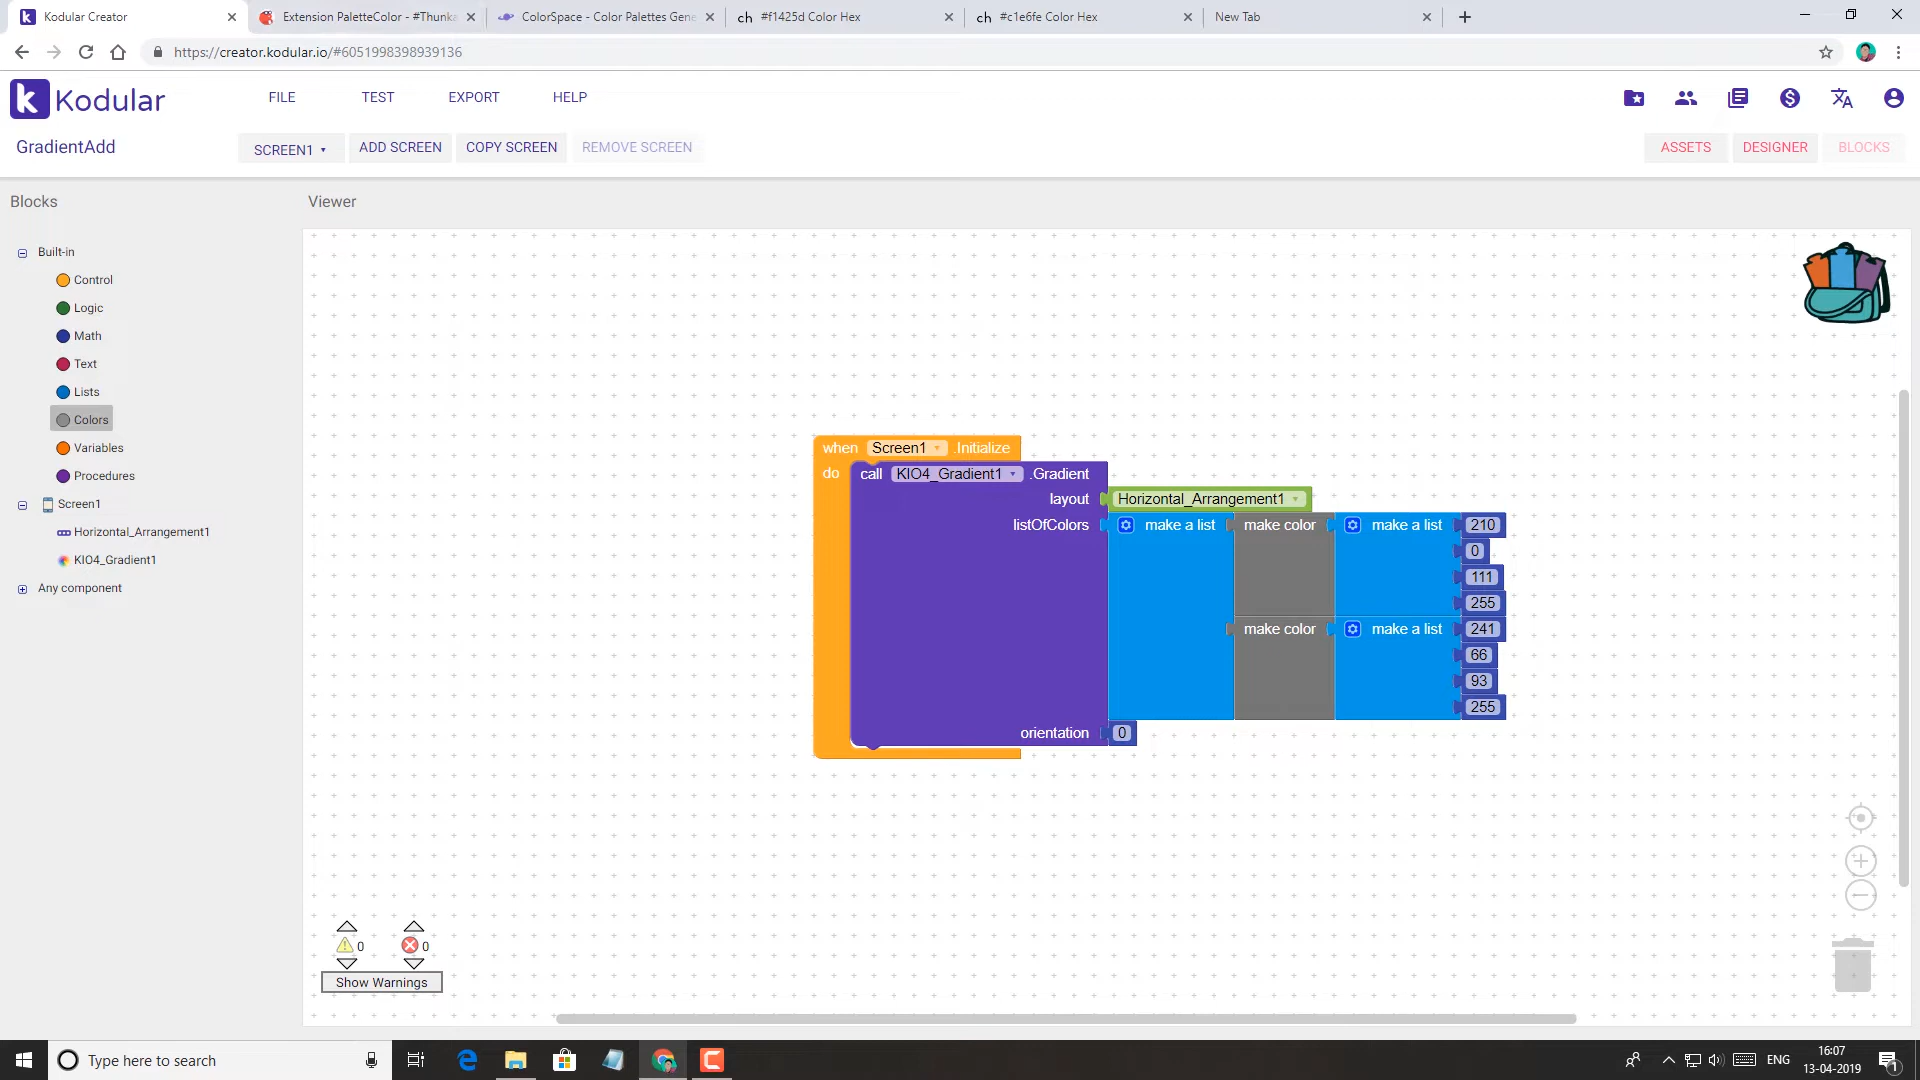 Kodular Creator
Extension PaletteColor - #Thunka
ColorSpace - Color Palettes Gene
ch #f1425d Color Hex
ch #c1e6fe Color Hex
New Tab
https://creator.kodular.io/#6051998398939136
k Kodular
FILE TEST EXPORT HELP
GradientAdd
SCREEN1 ADD SCREEN COPY SCREEN REMOVE SCREEN
ASSETS DESIGNER BLOCKS
Blocks
Viewer
Built-in
Control
Logic
Math
Text
Lists
Colors
Variables
Procedures
Screen1
Horizontal_Arrangement1
KIO4_Gradient1
Any component
when Screen1 .Initialize
do call KIO4_Gradient1 .Gradient
layout Horizontal_Arrangement1
listOfColors make a list make color make a list 210
0
111
255
make color make a list 241
66
93
255
orientation 0
0 0
Show Warnings
Type here to search
ENG
16:07
13-04-2019
1